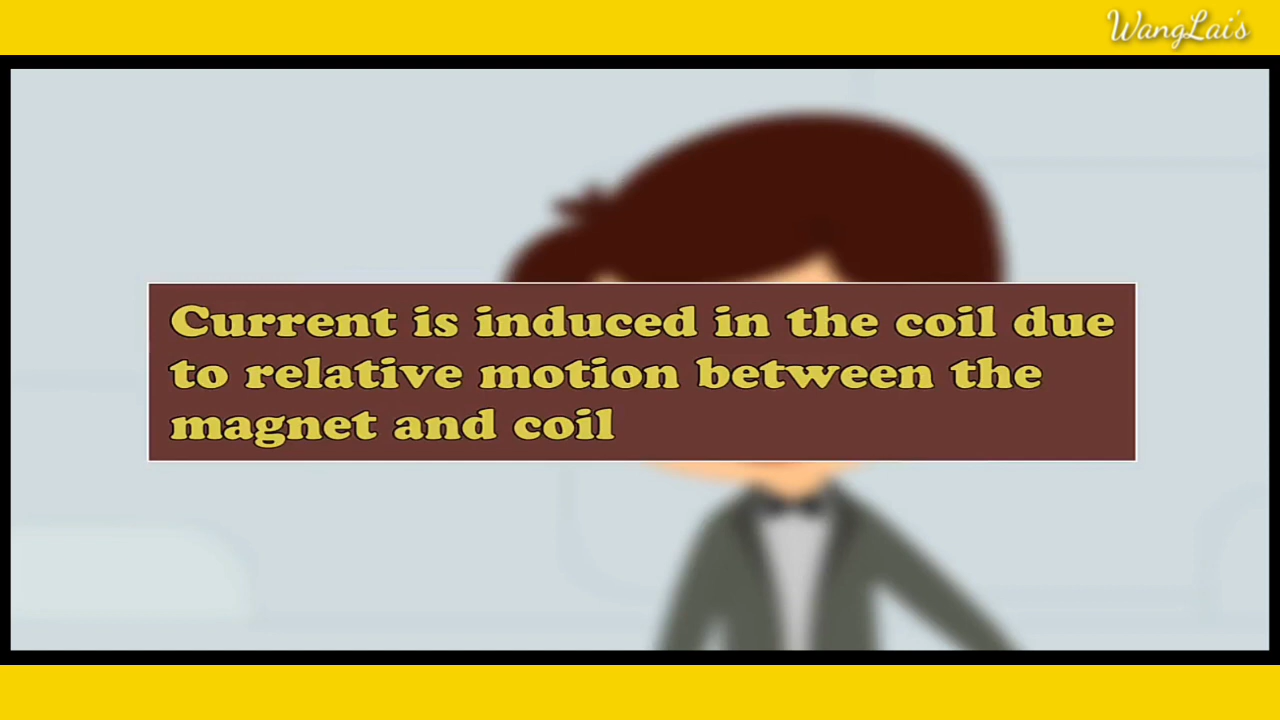 WangLai's
Current is induced in the coil due
to relative motion between the
magnet and coil